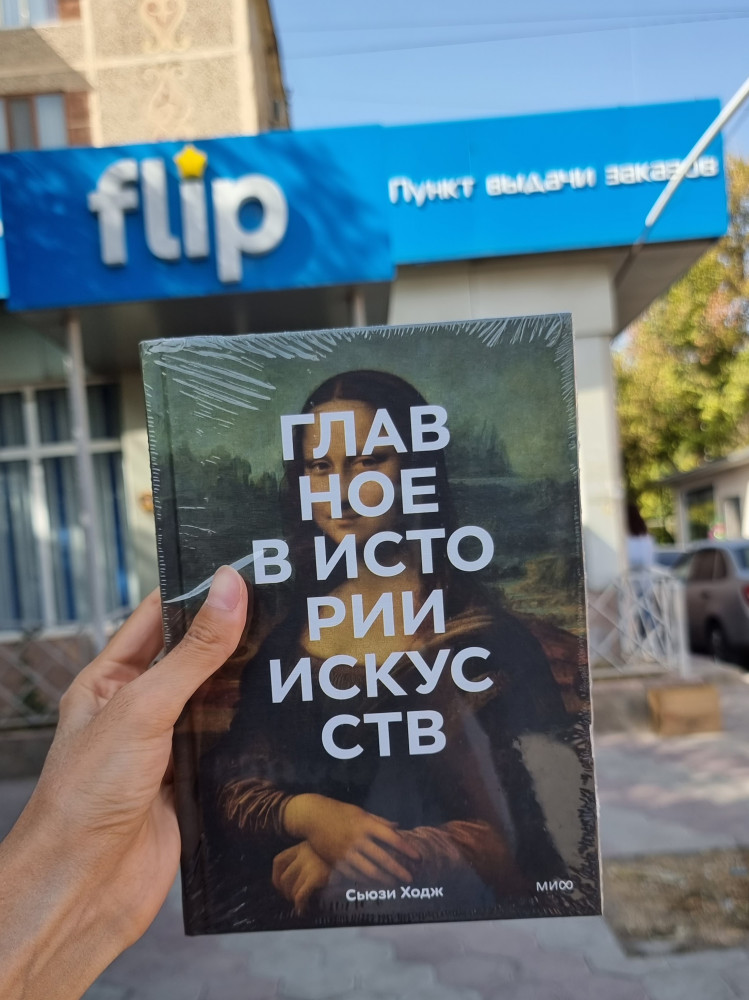 flip
Пункт выдачи заказов
ГЛАВ
НОЕ
В ИСТО
РИИ
ИСКУС
СТВ
Сьюзи Ходж
МИФ